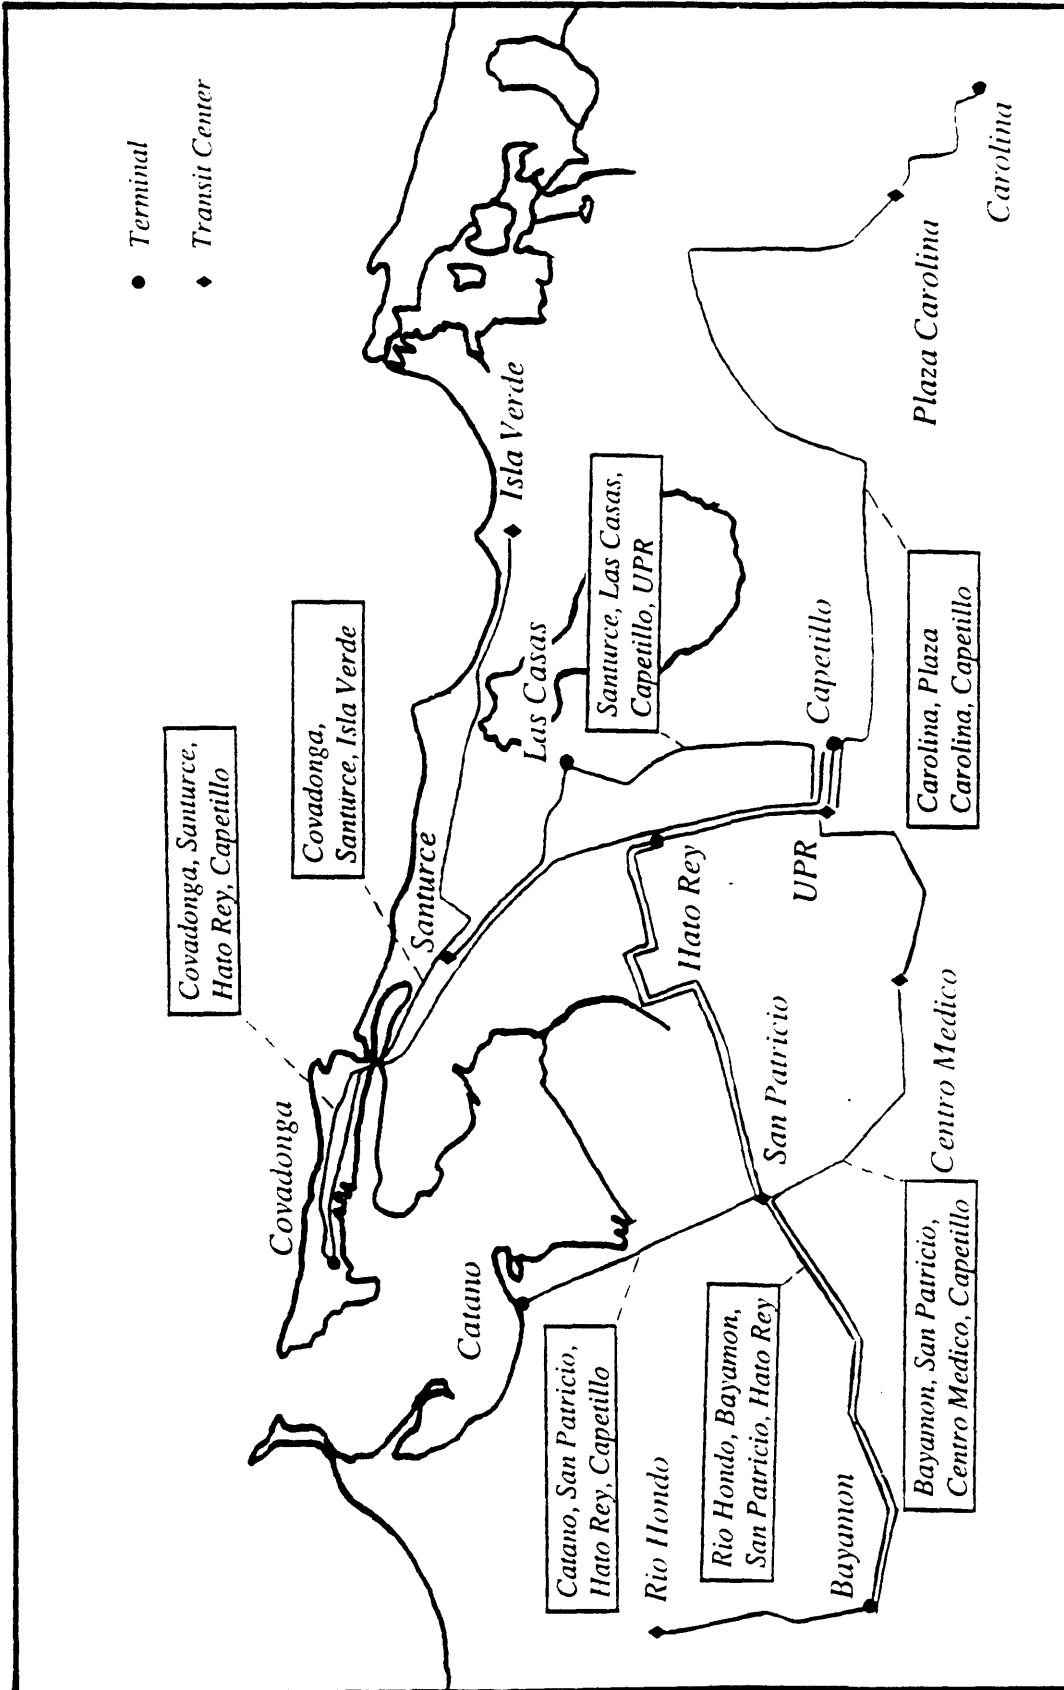 Terminal
Transit Center
Covadonga, Santurce,
Hato Rey, Capetillo
Covadonga,
Santurce, Isla Verde
Covadonga
Santurce
Isla Verde
Catano
Las Casas
Santurce, Las Casas,
Capetillo, UPR
Catano, San Patricio,
Hato Rey, Capetillo
Rio Hondo
Hato Rey
Rio Hondo, Bayamon,
San Patricio, Hato Rey
San Patricio
UPR
Capetillo
Plaza Carolina
Carolina
Bayamon
Bayamon, San Patricio,
Centro Medico, Capetillo
Centro Medico
Carolina, Plaza
Carolina, Capetillo